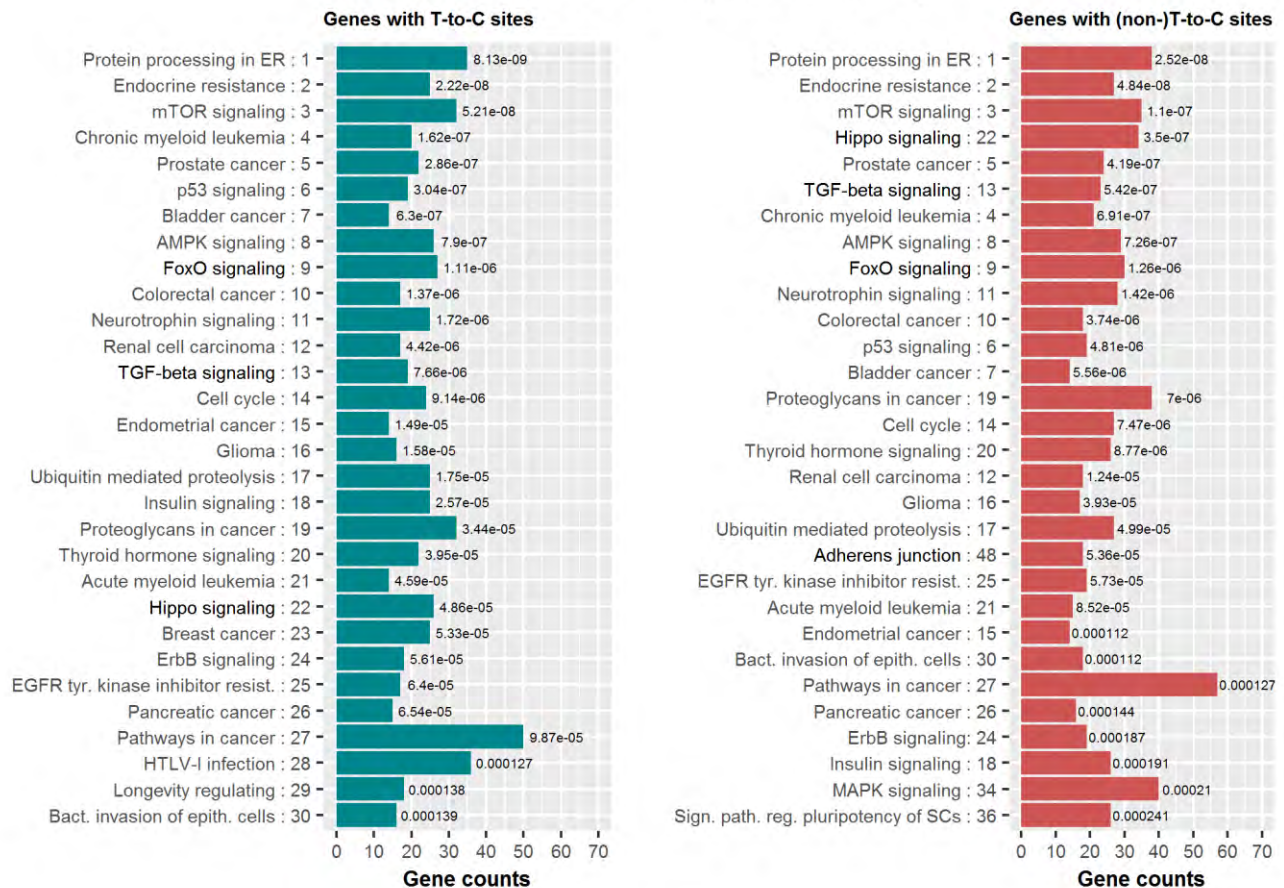 Genes with T-to-C sites
Protein processing in ER : 1 8.13e-09
Endocrine resistance : 2 2.22e-08
mTOR signaling : 3 5.21e-08
Chronic myeloid leukemia : 4 1.62e-07
Prostate cancer : 5 2.86e-07
p53 signaling : 6 3.04e-07
Bladder cancer : 7 6.3e-07
AMPK signaling : 8 7.9e-07
FoxO signaling : 9 1.11e-06
Colorectal cancer : 10 1.37e-06
Neurotrophin signaling : 11 1.72e-06
Renal cell carcinoma : 12 4.42e-06
TGF-beta signaling : 13 7.66e-06
Cell cycle : 14 9.14e-06
Endometrial cancer : 15 1.49e-05
Glioma : 16 1.58e-05
Ubiquitin mediated proteolysis : 17 1.75e-05
Insulin signaling : 18 2.57e-05
Proteoglycans in cancer : 19 3.44e-05
Thyroid hormone signaling : 20 3.95e-05
Acute myeloid leukemia : 21 4.59e-05
Hippo signaling : 22 4.86e-05
Breast cancer : 23 5.33e-05
ErbB signaling : 24 5.61e-05
EGFR tyr. kinase inhibitor resist. : 25 6.4e-05
Pancreatic cancer : 26 6.54e-05
Pathways in cancer : 27 9.87e-05
HTLV-I infection : 28 0.000127
Longevity regulating : 29 0.000138
Bact. invasion of epith. cells : 30 0.000139
0 10 20 30 40 50 60 70
Gene counts
Genes with (non-)T-to-C sites
Protein processing in ER : 1 2.52e-08
Endocrine resistance : 2 4.84e-08
mTOR signaling : 3 1.1e-07
Hippo signaling : 22 3.5e-07
Prostate cancer : 5 4.19e-07
TGF-beta signaling : 13 5.42e-07
Chronic myeloid leukemia : 4 6.91e-07
AMPK signaling : 8 7.26e-07
FoxO signaling : 9 1.26e-06
Neurotrophin signaling : 11 1.42e-06
Colorectal cancer : 10 3.74e-06
p53 signaling : 6 4.81e-06
Bladder cancer : 7 5.56e-06
Proteoglycans in cancer : 19 7e-06
Cell cycle : 14 7.47e-06
Thyroid hormone signaling : 20 8.77e-06
Renal cell carcinoma : 12 1.24e-05
Glioma : 16 3.93e-05
Ubiquitin mediated proteolysis : 17 4.99e-05
Adherens junction : 48 5.36e-05
EGFR tyr. kinase inhibitor resist. : 25 5.73e-05
Acute myeloid leukemia : 21 8.52e-05
Endometrial cancer : 15 0.000112
Bact. invasion of epith. cells : 30 0.000112
Pathways in cancer : 27 0.000127
Pancreatic cancer : 26 0.000144
ErbB signaling: 24 0.000187
Insulin signaling : 18 0.000191
MAPK signaling : 34 0.00021
Sign. path. reg. pluripotency of SCs : 36 0.000241
0 10 20 30 40 50 60 70
Gene counts